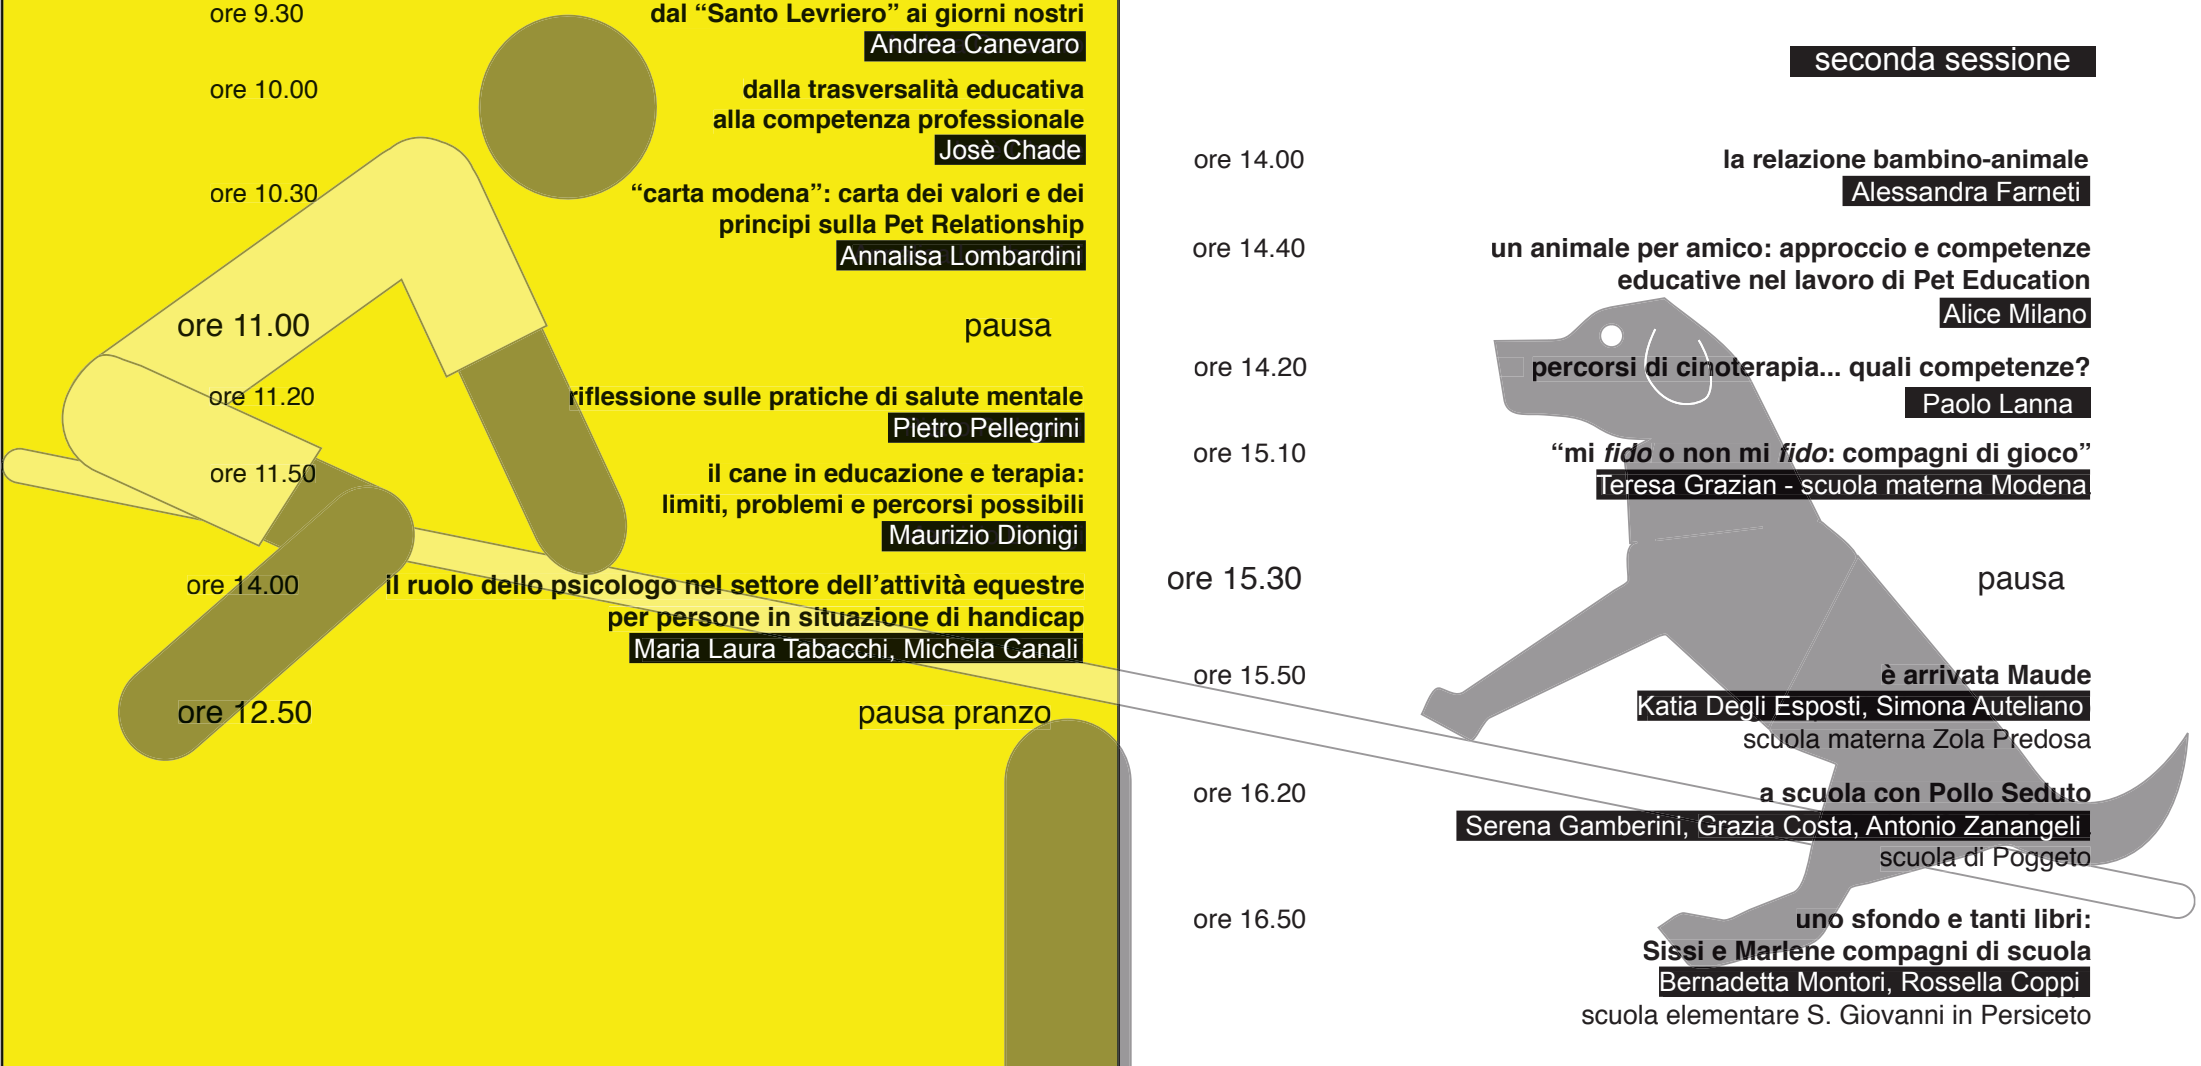 ore 9.30 dal “Santo Levriero” ai giorni nostri
Andrea Canevaro
ore 10.00 dalla trasversalità educativa
alla competenza professionale
Josè Chade
ore 10.30 “carta modena”: carta dei valori e dei
principi sulla Pet Relationship
Annalisa Lombardini
ore 11.00 pausa
ore 11.20 riflessione sulle pratiche di salute mentale
Pietro Pellegrini
ore 11.50 il cane in educazione e terapia:
limiti, problemi e percorsi possibili
Maurizio Dionigi
ore 14.00 il ruolo dello psicologo nel settore dell’attività equestre
per persone in situazione di handicap
Maria Laura Tabacchi, Michela Canali
ore 12.50 pausa pranzo
seconda sessione
ore 14.00 la relazione bambino-animale
Alessandra Farneti
ore 14.40 un animale per amico: approccio e competenze
educative nel lavoro di Pet Education
Alice Milano
ore 14.20 percorsi di cinoterapia... quali competenze?
Paolo Lanna
ore 15.10 “mi fido o non mi fido: compagni di gioco”
Teresa Grazian - scuola materna Modena
ore 15.30 pausa
ore 15.50 è arrivata Maude
Katia Degli Esposti, Simona Auteliano
scuola materna Zola Predosa
ore 16.20 a scuola con Pollo Seduto
Serena Gamberini, Grazia Costa, Antonio Zanangeli
scuola di Poggeto
ore 16.50 uno sfondo e tanti libri:
Sissi e Marlene compagni di scuola
Bernadetta Montori, Rossella Coppi
scuola elementare S. Giovanni in Persiceto